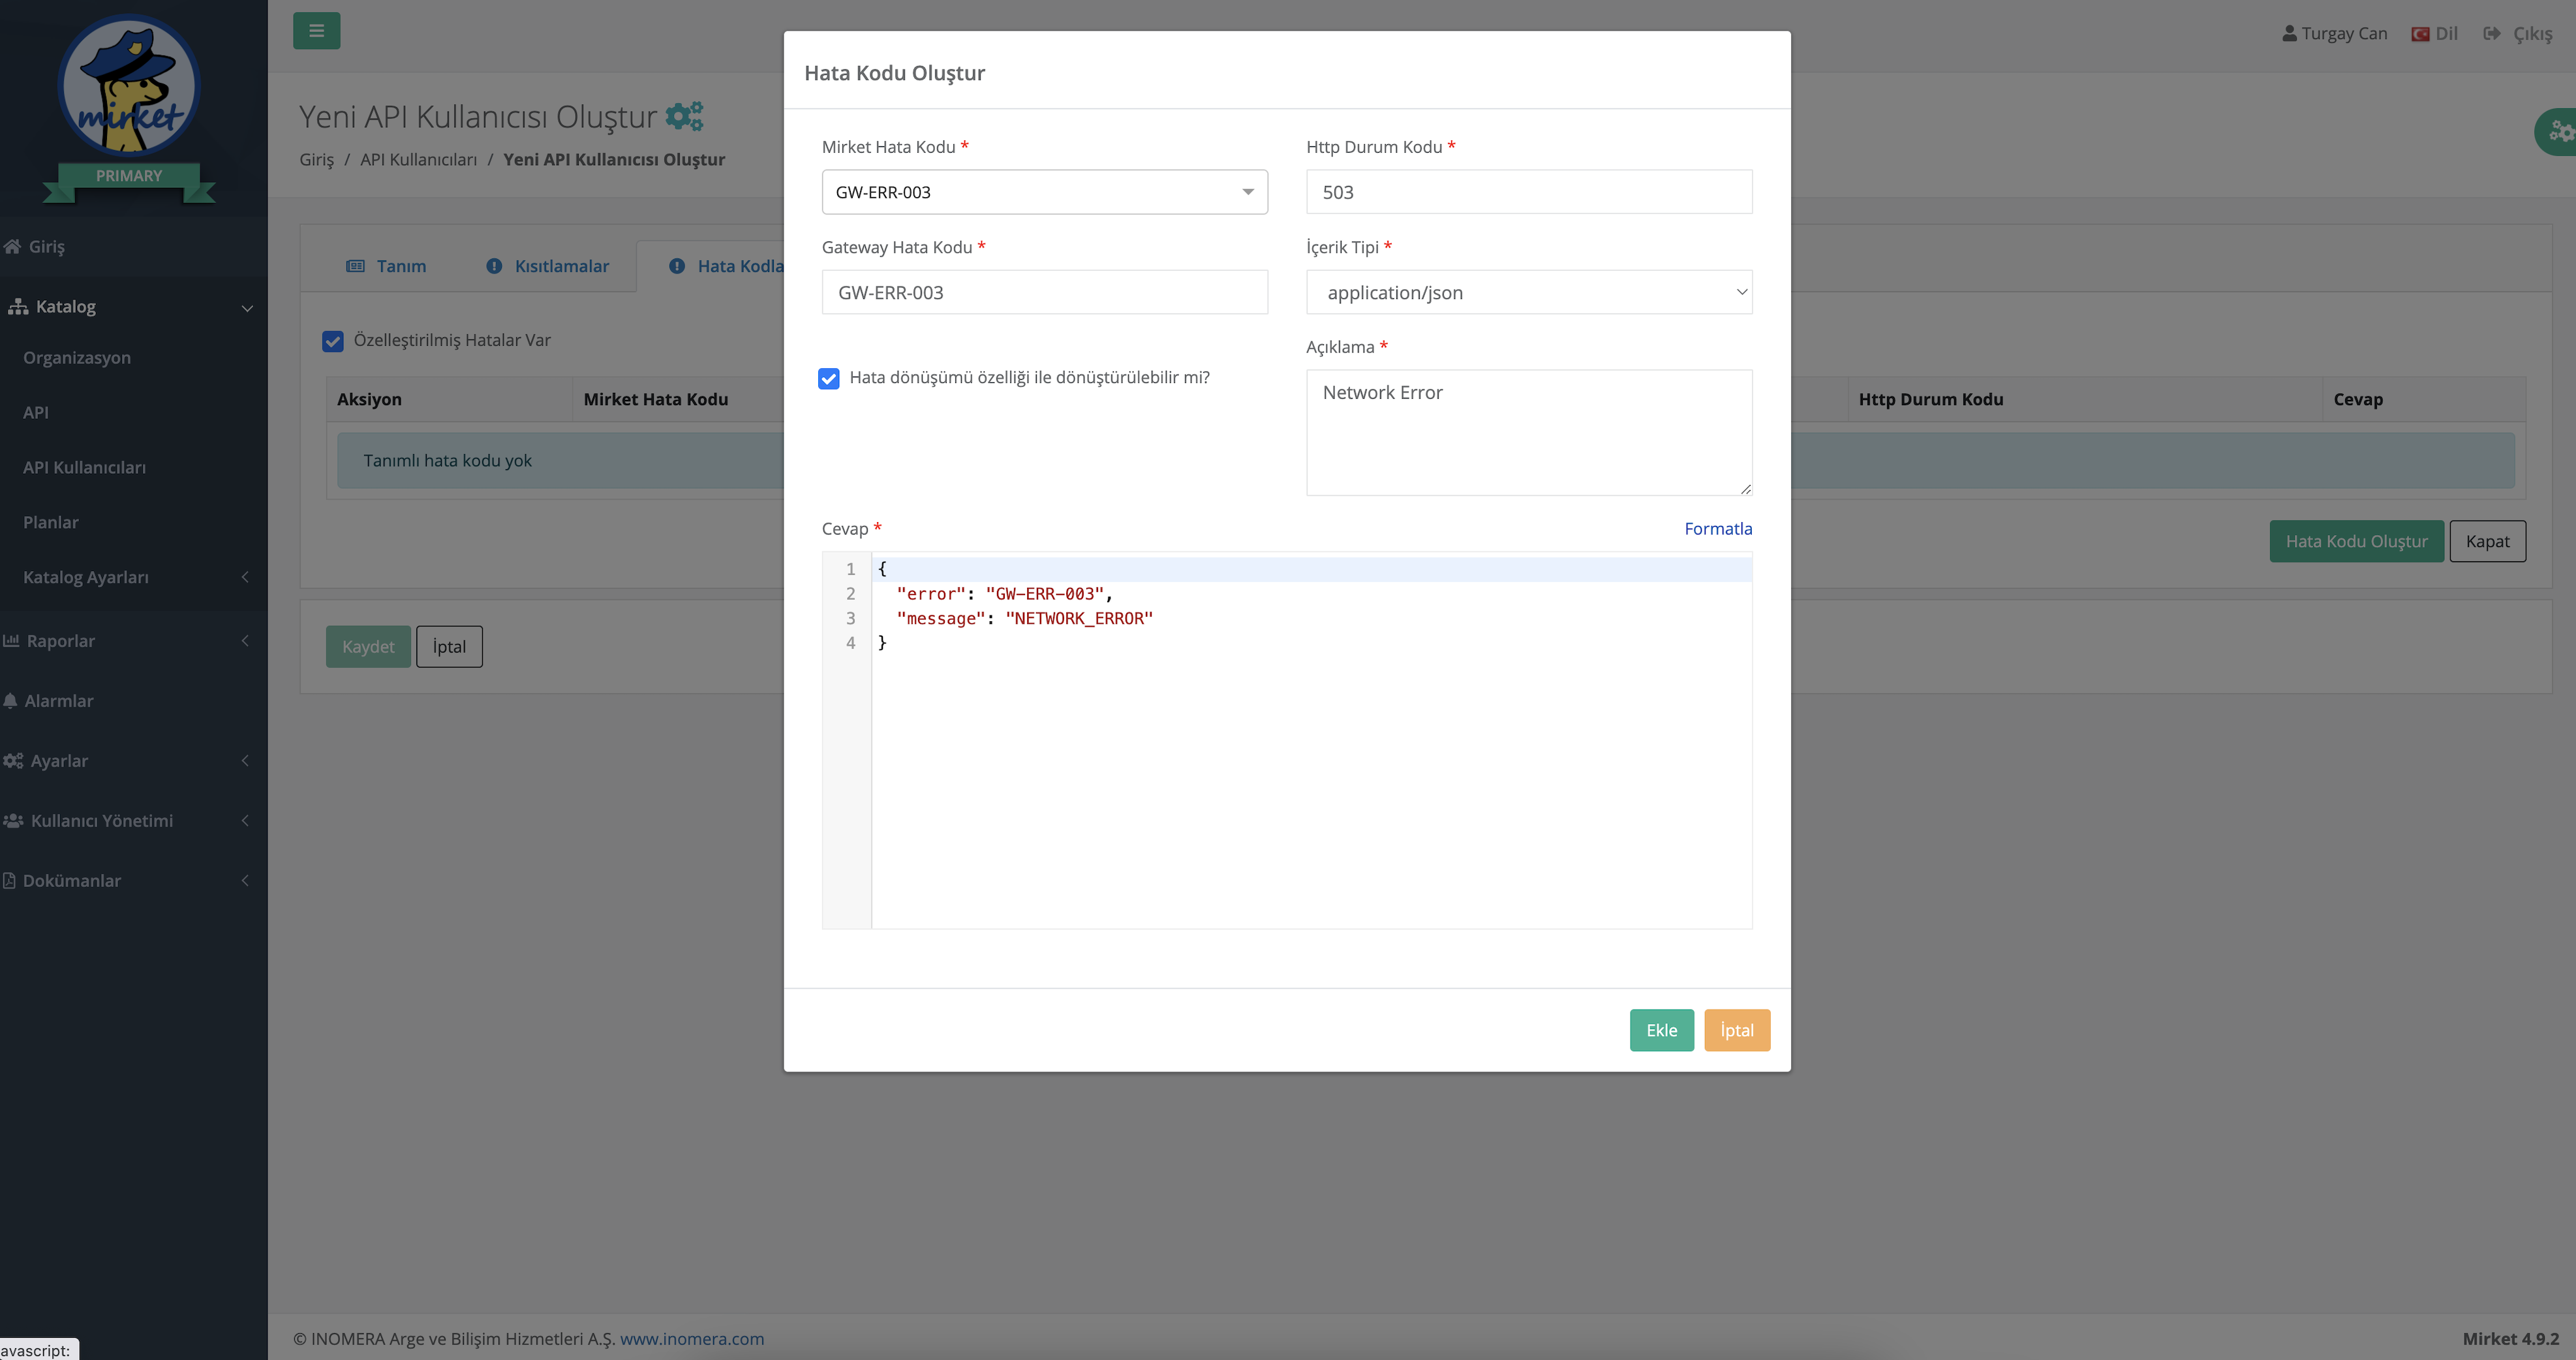 mirket
PRIMARY
Giriş
Katalog
Organizasyon
API
API Kullanıcıları
Planlar
Katalog Ayarları
Raporlar
Alarmlar
Ayarlar
Kullanıcı Yönetimi
Dokümanlar
avascript:
Turgay Can Dil Çıkış
Yeni API Kullanıcısı Oluştur
Giriş / API Kullanıcıları / Yeni API Kullanıcısı Oluştur
Tanım Kısıtlamalar Hata Kodla
Özelleştirilmiş Hatalar Var
Aksiyon Mirket Hata Kodu Http Durum Kodu Cevap
Tanımlı hata kodu yok
Hata Kodu Oluştur Kapat
Kaydet İptal
Hata Kodu Oluştur
Mirket Hata Kodu * Http Durum Kodu *
GW-ERR-003 503
Gateway Hata Kodu * İçerik Tipi *
GW-ERR-003 application/json
Açıklama *
Hata dönüşümü özelliği ile dönüştürülebilir mi?
Network Error
Cevap * Formatla
1 {
2 "error": "GW-ERR-003",
3 "message": "NETWORK_ERROR"
4 }
Ekle İptal
© INOMERA Arge ve Bilişim Hizmetleri A.Ş. www.inomera.com
Mirket 4.9.2